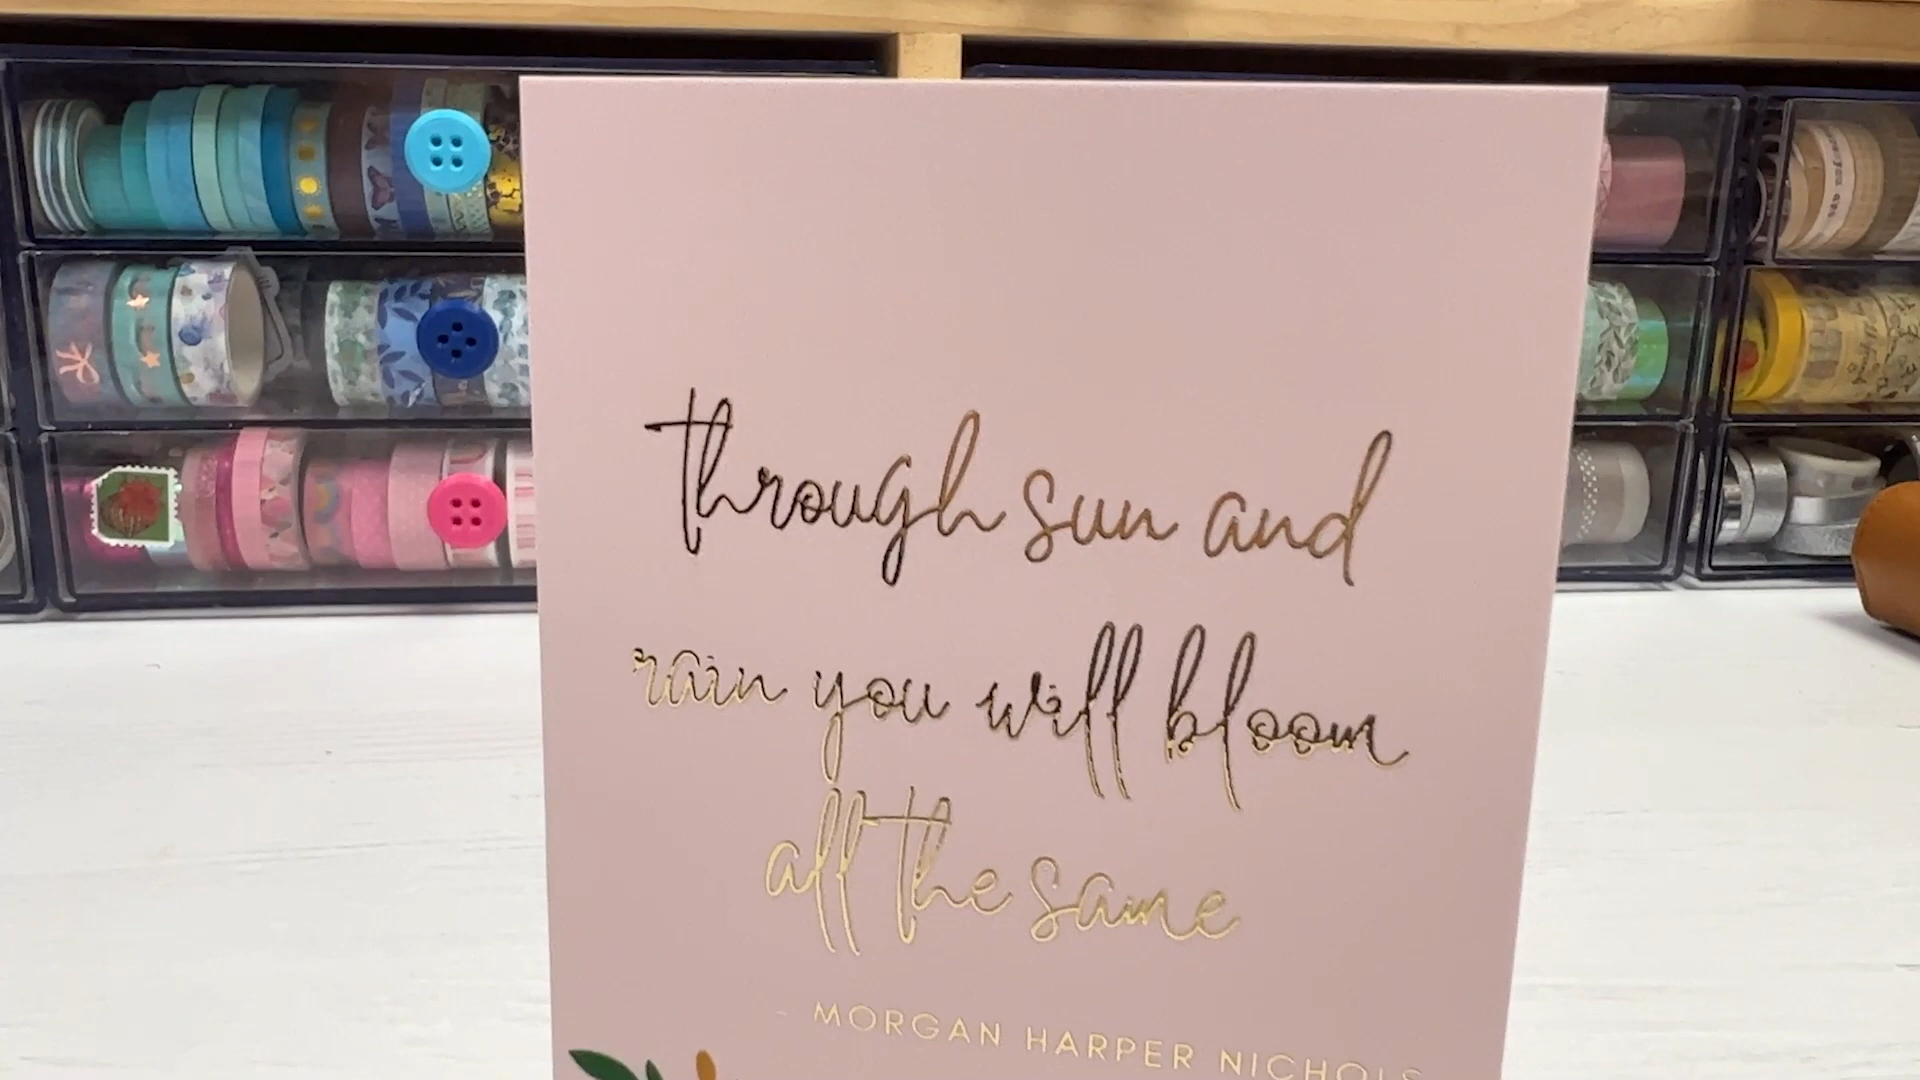 through sun and
rain you will bloom
all the same
- MORGAN HARPER NICHOLS